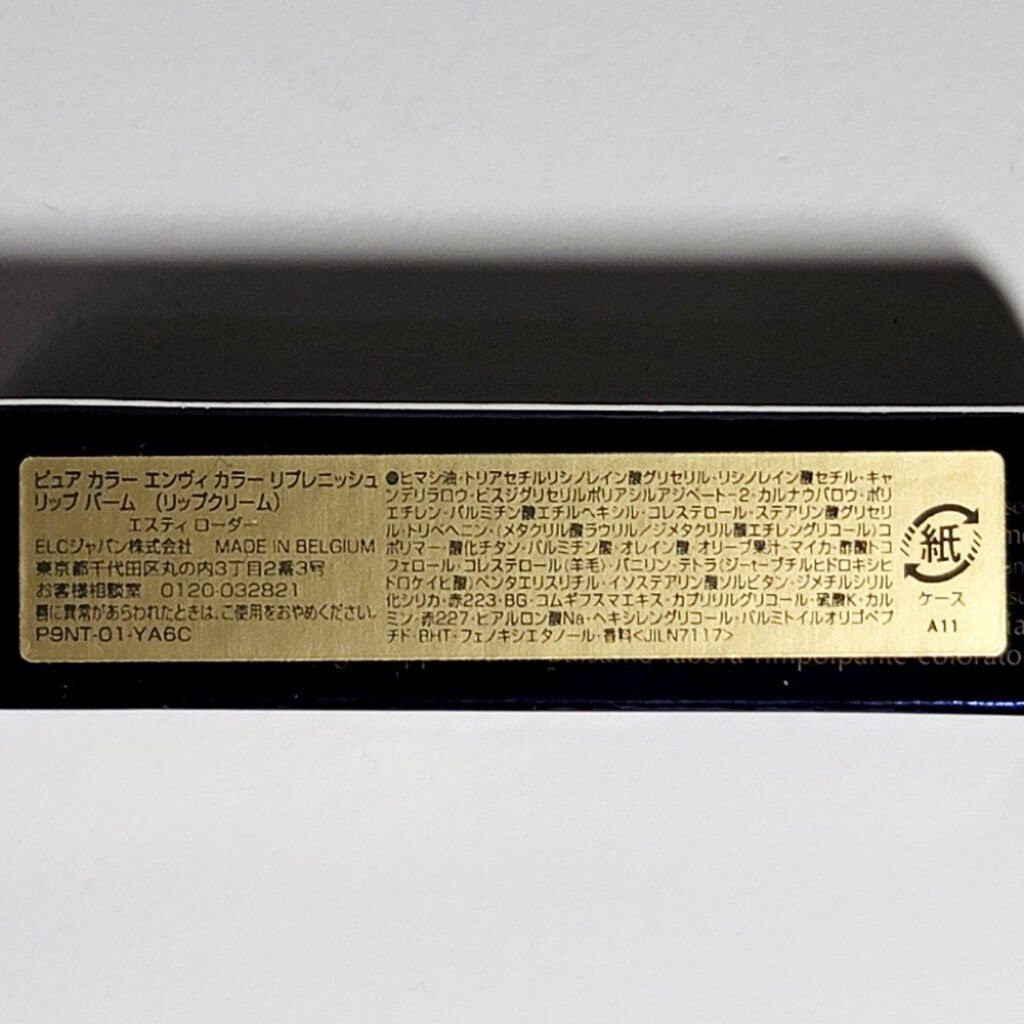 ピュア カラー エンヴィ カラー リプレニッシュ
リップ バーム （リップクリーム）
エスティ ローダー
ELCジャパン株式会社 MADE IN BELGIUM
東京都千代田区丸の内3丁目2番3号
お客様相談室 0120-032821
唇に異常があらわれたときは、ご使用をおやめください。
P9NT-01-YA6C
●ヒマシ油・トリアセチルリシノレイン酸グリセリル・リシノレイン酸セチル・キャ
ンデリラロウ・ビスジグリセリルポリアシルアジペート-2・カルナウバロウ・ポリ
エチレン・パルミチン酸エチルヘキシル・コレステロール・ステアリン酸グリセリ
ル・トリベヘニン・(メタクリル酸ラウリル／ジメタクリル酸エチレングリコール)コ
ポリマー・酸化チタン・パルミチン酸・オレイン酸・オリーブ果汁・マイカ・酢酸トコ
フェロール・コレステロール(羊毛)・バニリン・テトラ(ジーtーブチルヒドロキシヒ
ドロケイヒ酸)ペンタエリスリチル・イソステアリン酸ソルビタン・ジメチルシリル
化シリカ・赤223・BG・コムギフスマエキス・カプリリルグリコール・硫酸K・カル
ミン・赤227・ヒアルロン酸Na・ヘキシレングリコール・パルミトイルオリゴペプ
チド・BHT・フェノキシエタノール・香料<JILN7117>
紙
ケース
A11
colorato